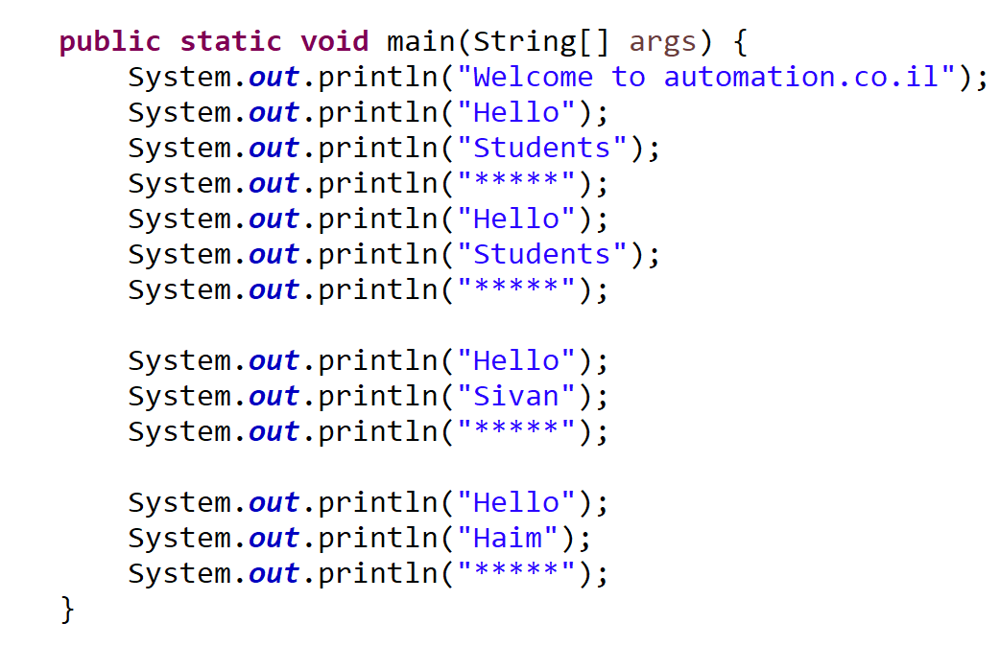 public static void main(String[] args) {
    System.out.println("Welcome to automation.co.il");
    System.out.println("Hello");
    System.out.println("Students");
    System.out.println("*****");
    System.out.println("Hello");
    System.out.println("Students");
    System.out.println("*****");

    System.out.println("Hello");
    System.out.println("Sivan");
    System.out.println("*****");

    System.out.println("Hello");
    System.out.println("Haim");
    System.out.println("*****");
}